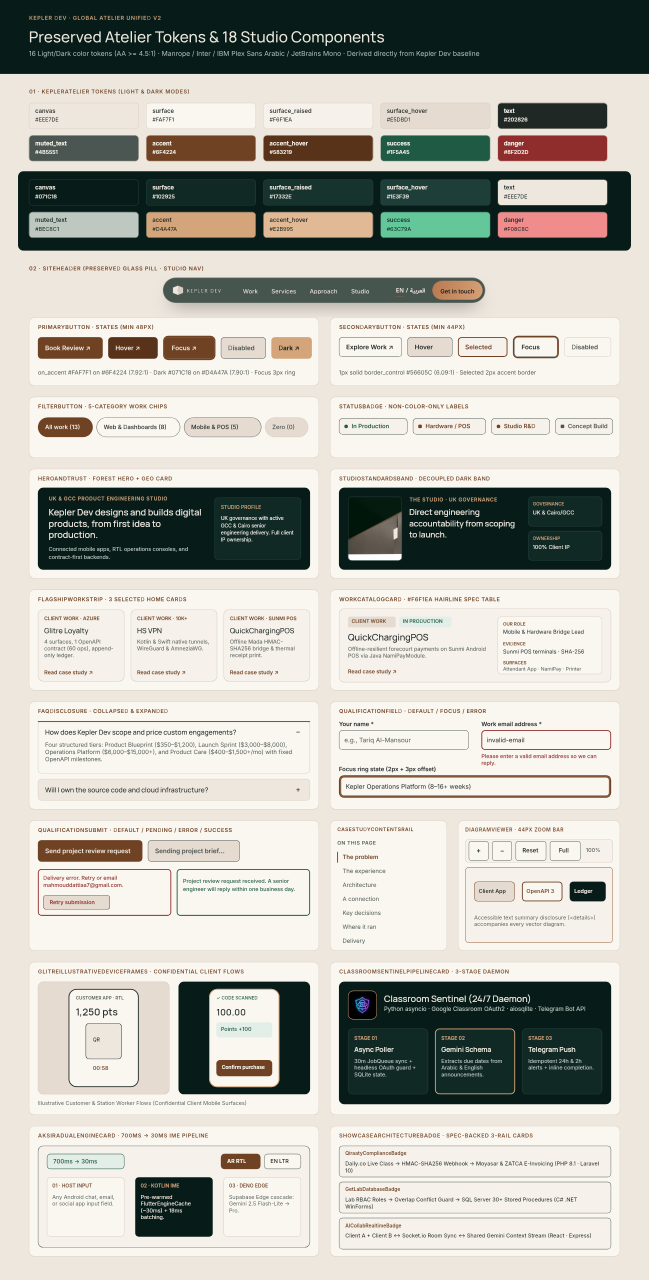 KEPLER DEV · GLOBAL ATELIER UNIFIED V2
Preserved Atelier Tokens & 18 Studio Components
16 Light/Dark color tokens (AA >= 4.5:1) · Manrope / Inter / IBM Plex Sans Arabic / JetBrains Mono · Derived directly from Kepler Dev baseline
01 · KEPLERATELIER TOKENS (LIGHT & DARK MODES)
canvas
#EEE7DE
surface
#FAF7F1
surface_raised
#F6F1EA
surface_hover
#E5DBD1
text
#202826
muted_text
#4B5551
accent
#6F4224
accent_hover
#683219
success
#1F5A45
danger
#8F2D2D
canvas
#071C18
surface
#102925
surface_raised
#17332E
surface_hover
#1E3F39
text
#EEE7DE
muted_text
#BEC8C1
accent
#D4A47A
accent_hover
#E2B995
success
#63C79A
danger
#F08C8C
02 · SITEHEADER (PRESERVED GLASS PILL · STUDIO NAV)
KEPLER DEV
Work
Services
Approach
Studio
EN / العربية
Get in touch
PRIMARYBUTTON · STATES (MIN 48PX)
Book Review ↗
Hover ↗
Focus ↗
Disabled
Dark ↗
on_accent #FAF7F1 on #6F4224 (7.92:1) · Dark #071C18 on #D4A47A (7.90:1) · Focus 3px ring
SECONDARYBUTTON · STATES (MIN 44PX)
Explore Work ↗
Hover
Selected
Focus
Disabled
1px solid border_control #56605C (6.09:1) · Selected 2px accent border
FILTERBUTTON · 5-CATEGORY WORK CHIPS
All work (13)
Web & Dashboards (8)
Mobile & POS (5)
Zero (0)
STATUSBADGE · NON-COLOR-ONLY LABELS
In Production
Hardware / POS
Studio R&D
Concept Build
HEROANDTRUST · FOREST HERO + GEO CARD
UK & GCC PRODUCT ENGINEERING STUDIO
Kepler Dev designs and builds digital
products, from first idea to
production.
Connected mobile apps, RTL operations consoles, and
contract-first backends.
STUDIO PROFILE
UK governance with active
GCC & Cairo senior
engineering delivery. Full client
IP ownership.
STUDIOSTANDARDSBAND · DECOUPLED DARK BAND
THE STUDIO · UK GOVERNANCE
Direct engineering
accountability from scoping
to launch.
GOVERNANCE
UK & Cairo/GCC
OWNERSHIP
100% Client IP
FLAGSHIPWORKSTRIP · 3 SELECTED HOME CARDS
CLIENT WORK · AZURE
Glitre Loyalty
4 surfaces, 1 OpenAPI
contract (60 ops), append-
only ledger.
Read case study ↗
CLIENT WORK · 10K+
HS VPN
Kotlin & Swift native tunnels,
WireGuard & AmneziaWG.
Read case study ↗
CLIENT WORK · SUNMI POS
QuickChargingPOS
Offline Mada HMAC-
SHA256 bridge & thermal
receipt print.
Read case study ↗
WORKCATALOGCARD · #F6F1EA HAIRLINE SPEC TABLE
CLIENT WORK
IN PRODUCTION
QuickChargingPOS
Offline-resilient forecourt payments on Sunmi Android
POS via Java NamiPayModule.
Read case study ↗
OUR ROLE
Mobile & Hardware Bridge Lead
EVIDENCE
Sunmi POS terminals · SHA-256
SURFACES
Attendant App · NamiPay · Printer
FAQDISCLOSURE · COLLAPSED & EXPANDED
How does Kepler Dev scope and price custom engagements?
−
Four structured tiers: Product Blueprint ($350–$1,200), Launch Sprint ($3,000–$8,000),
Operations Platform ($6,000–$15,000+), and Product Care ($400–$1,500+/mo) with fixed
OpenAPI milestones.
Will I own the source code and cloud infrastructure?
+
QUALIFICATIONFIELD · DEFAULT / FOCUS / ERROR
Your name *
e.g., Tariq Al-Mansour
Work email address *
invalid-email
Please enter a valid email address so we can
reply.
Focus ring state (2px + 3px offset)
Kepler Operations Platform (8–16+ weeks)
QUALIFICATIONSUBMIT · DEFAULT / PENDING / ERROR / SUCCESS
Send project review request
Sending project brief...
Delivery error. Retry or email
mahmouddattiaa7@gmail.com.
Retry submission
Project review request received. A senior
engineer will reply within one business day.
CASESTUDYCONTENTSRAIL
ON THIS PAGE
The problem
The experience
Architecture
A connection
Key decisions
Where it ran
Delivery
DIAGRAMVIEWER · 44PX ZOOM BAR
+
−
Reset
Full
100%
Client App
OpenAPI 3
Ledger
Accessible text summary disclosure (<details>)
accompanies every vector diagram.
GLITREILLUSTRATIVEDEVICEFRAMES · CONFIDENTIAL CLIENT FLOWS
CUSTOMER APP · RTL
1,250 pts
QR
00:58
✓ CODE SCANNED
100.00
Points +100
Confirm purchase
Illustrative Customer & Station Worker Flows (Confidential Client Mobile Surfaces)
CLASSROOMSENTINELPIPELINECARD · 3-STAGE DAEMON
Classroom Sentinel (24/7 Daemon)
Python asyncio · Google Classroom OAuth2 · aiosqlite · Telegram Bot API
STAGE 01
Async Poller
30m JobQueue sync +
headless OAuth guard +
SQLite state.
STAGE 02
Gemini Schema
Extracts due dates from
Arabic & English
announcements.
STAGE 03
Telegram Push
Idempotent 24h & 2h
alerts + inline completion.
AKSIRADUALENGINECARD · 700MS → 30MS IME PIPELINE
700ms → 30ms
AR RTL
EN LTR
01 · HOST INPUT
Any Android chat, email,
or social app input field.
02 · KOTLIN IME
Pre-warmed
FlutterEngineCache
(~30ms) + 18ms
batching.
03 · DENO EDGE
Supabase Edge cascade:
Gemini 2.5 Flash-Lite →
Pro.
SHOWCASEARCHITECTUREBADGE · SPEC-BACKED 3-RAIL CARDS
QirastyComplianceBadge
Daily.co Live Class → HMAC-SHA256 Webhook → Moyasar & ZATCA E-Invoicing (PHP 8.1 · Laravel
10)
GetLabDatabaseBadge
Lab RBAC Roles → Overlap Conflict Guard → SQL Server 30+ Stored Procedures (C# .NET
WinForms)
AICollabRealtimeBadge
Client A + Client B ↔ Socket.io Room Sync ↔ Shared Gemini Context Stream (React · Express)